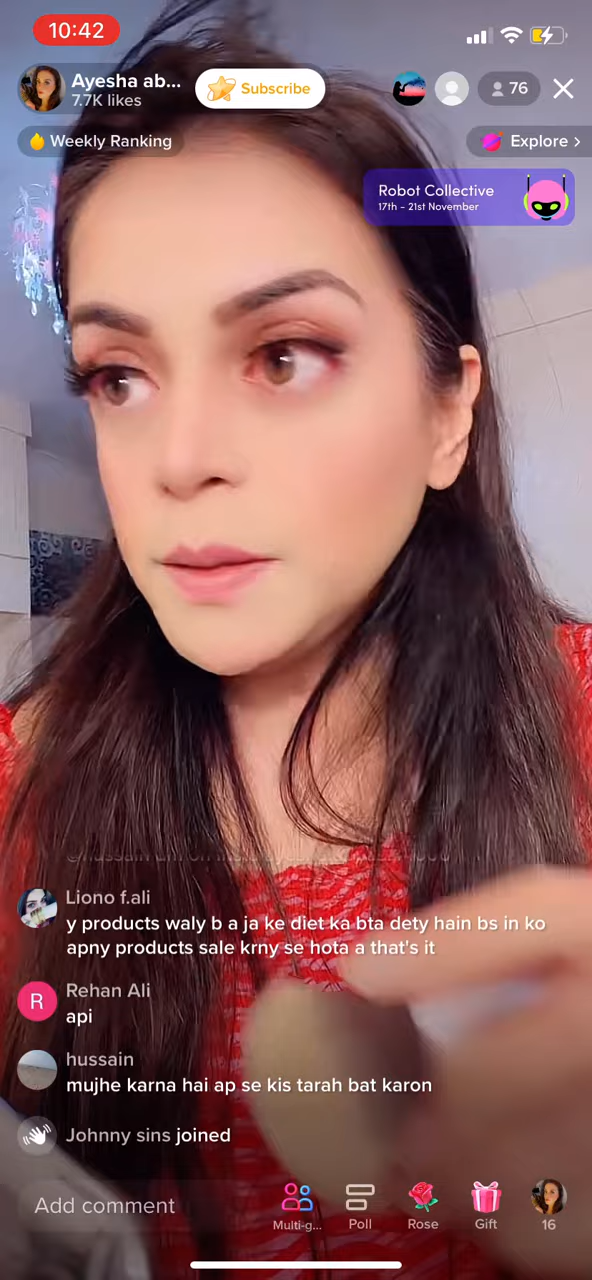 10:42
Ayesha ab...
7.7K likes
Subscribe
76
Weekly Ranking
Explore >
Robot Collective
17th - 21st November
Liono f.ali
y products waly b a ja ke diet ka bta dety hain bs in ko
apny products sale krny se hota a that's it
R
Rehan Ali
api
hussain
mujhe karna hai ap se kis tarah bat karon
Johnny sins joined
Add comment
Multi-g...
Poll
Rose
Gift
16